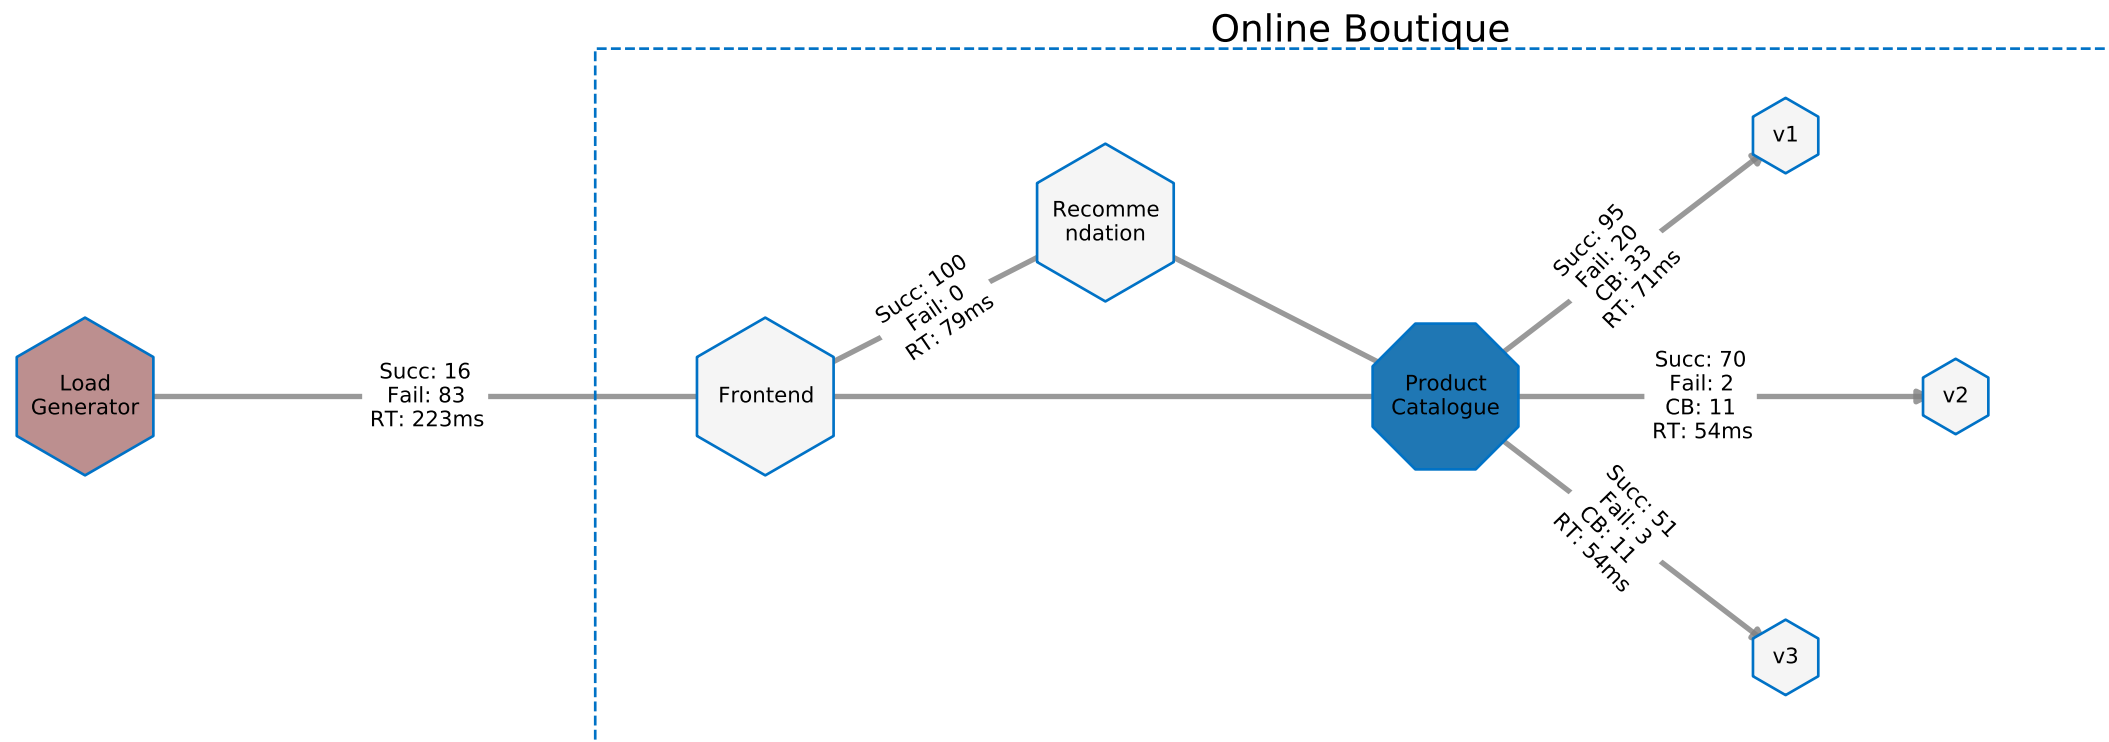 Online Boutique
Load
Generator
Succ: 16
Fail: 83
RT: 223ms
Frontend
Succ: 100
Fail: 0
RT: 79ms
Recomme
ndation
Product
Catalogue
Succ: 95
Fail: 20
CB: 33
RT: 71ms
v1
Succ: 70
Fail: 2
CB: 11
RT: 54ms
v2
Succ: 51
Fail: 3
CB: 11
RT: 54ms
v3